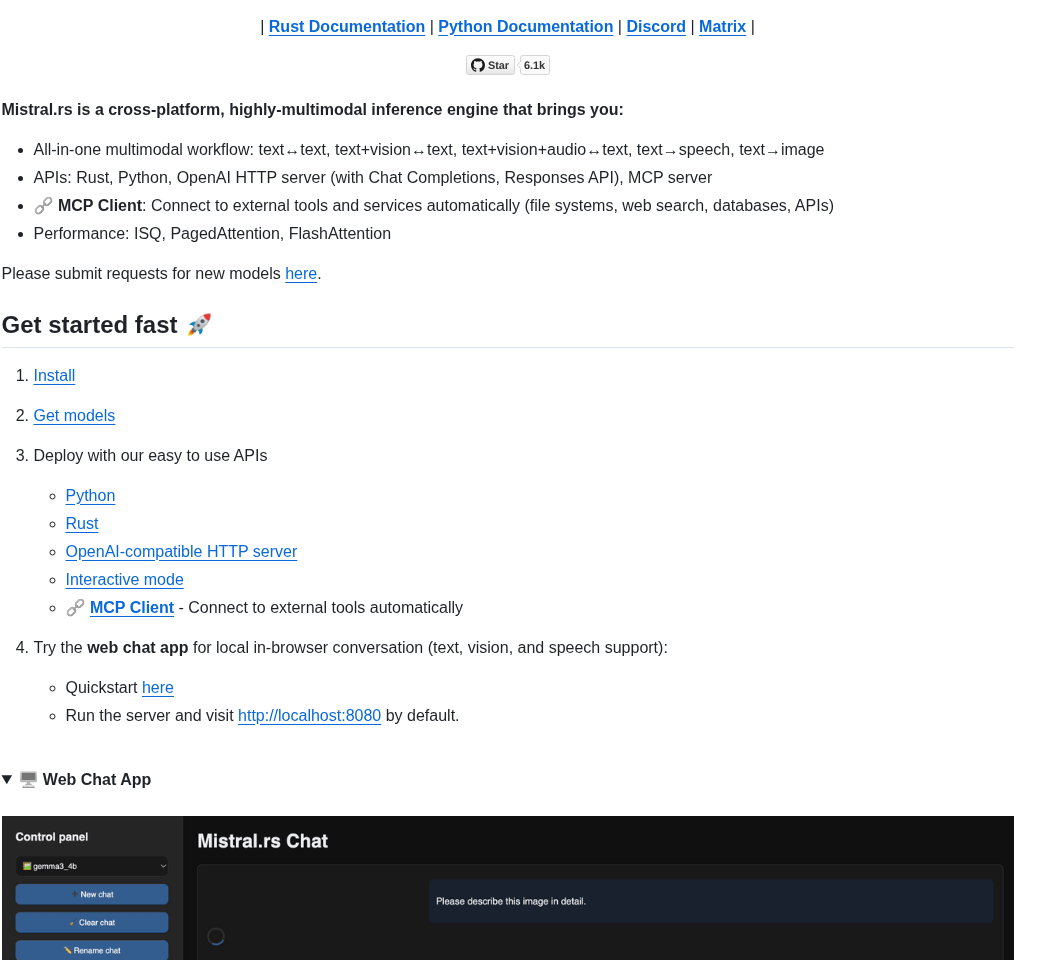 | Rust Documentation | Python Documentation | Discord | Matrix |
Star 6.1k
Mistral.rs is a cross-platform, highly-multimodal inference engine that brings you:
• All-in-one multimodal workflow: text↔text, text+vision↔text, text+vision+audio↔text, text→speech, text→image
• APIs: Rust, Python, OpenAI HTTP server (with Chat Completions, Responses API), MCP server
• 🔗 MCP Client: Connect to external tools and services automatically (file systems, web search, databases, APIs)
• Performance: ISQ, PagedAttention, FlashAttention
Please submit requests for new models here.
Get started fast 🚀
1. Install
2. Get models
3. Deploy with our easy to use APIs
◦ Python
◦ Rust
◦ OpenAI-compatible HTTP server
◦ Interactive mode
◦ 🔗 MCP Client - Connect to external tools automatically
4. Try the web chat app for local in-browser conversation (text, vision, and speech support):
◦ Quickstart here
◦ Run the server and visit http://localhost:8080 by default.
▼ 🖥️ Web Chat App
Control panel
Mistral.rs Chat
gemma3_4b
New chat
Please describe this image in detail.
Clear chat
Rename chat